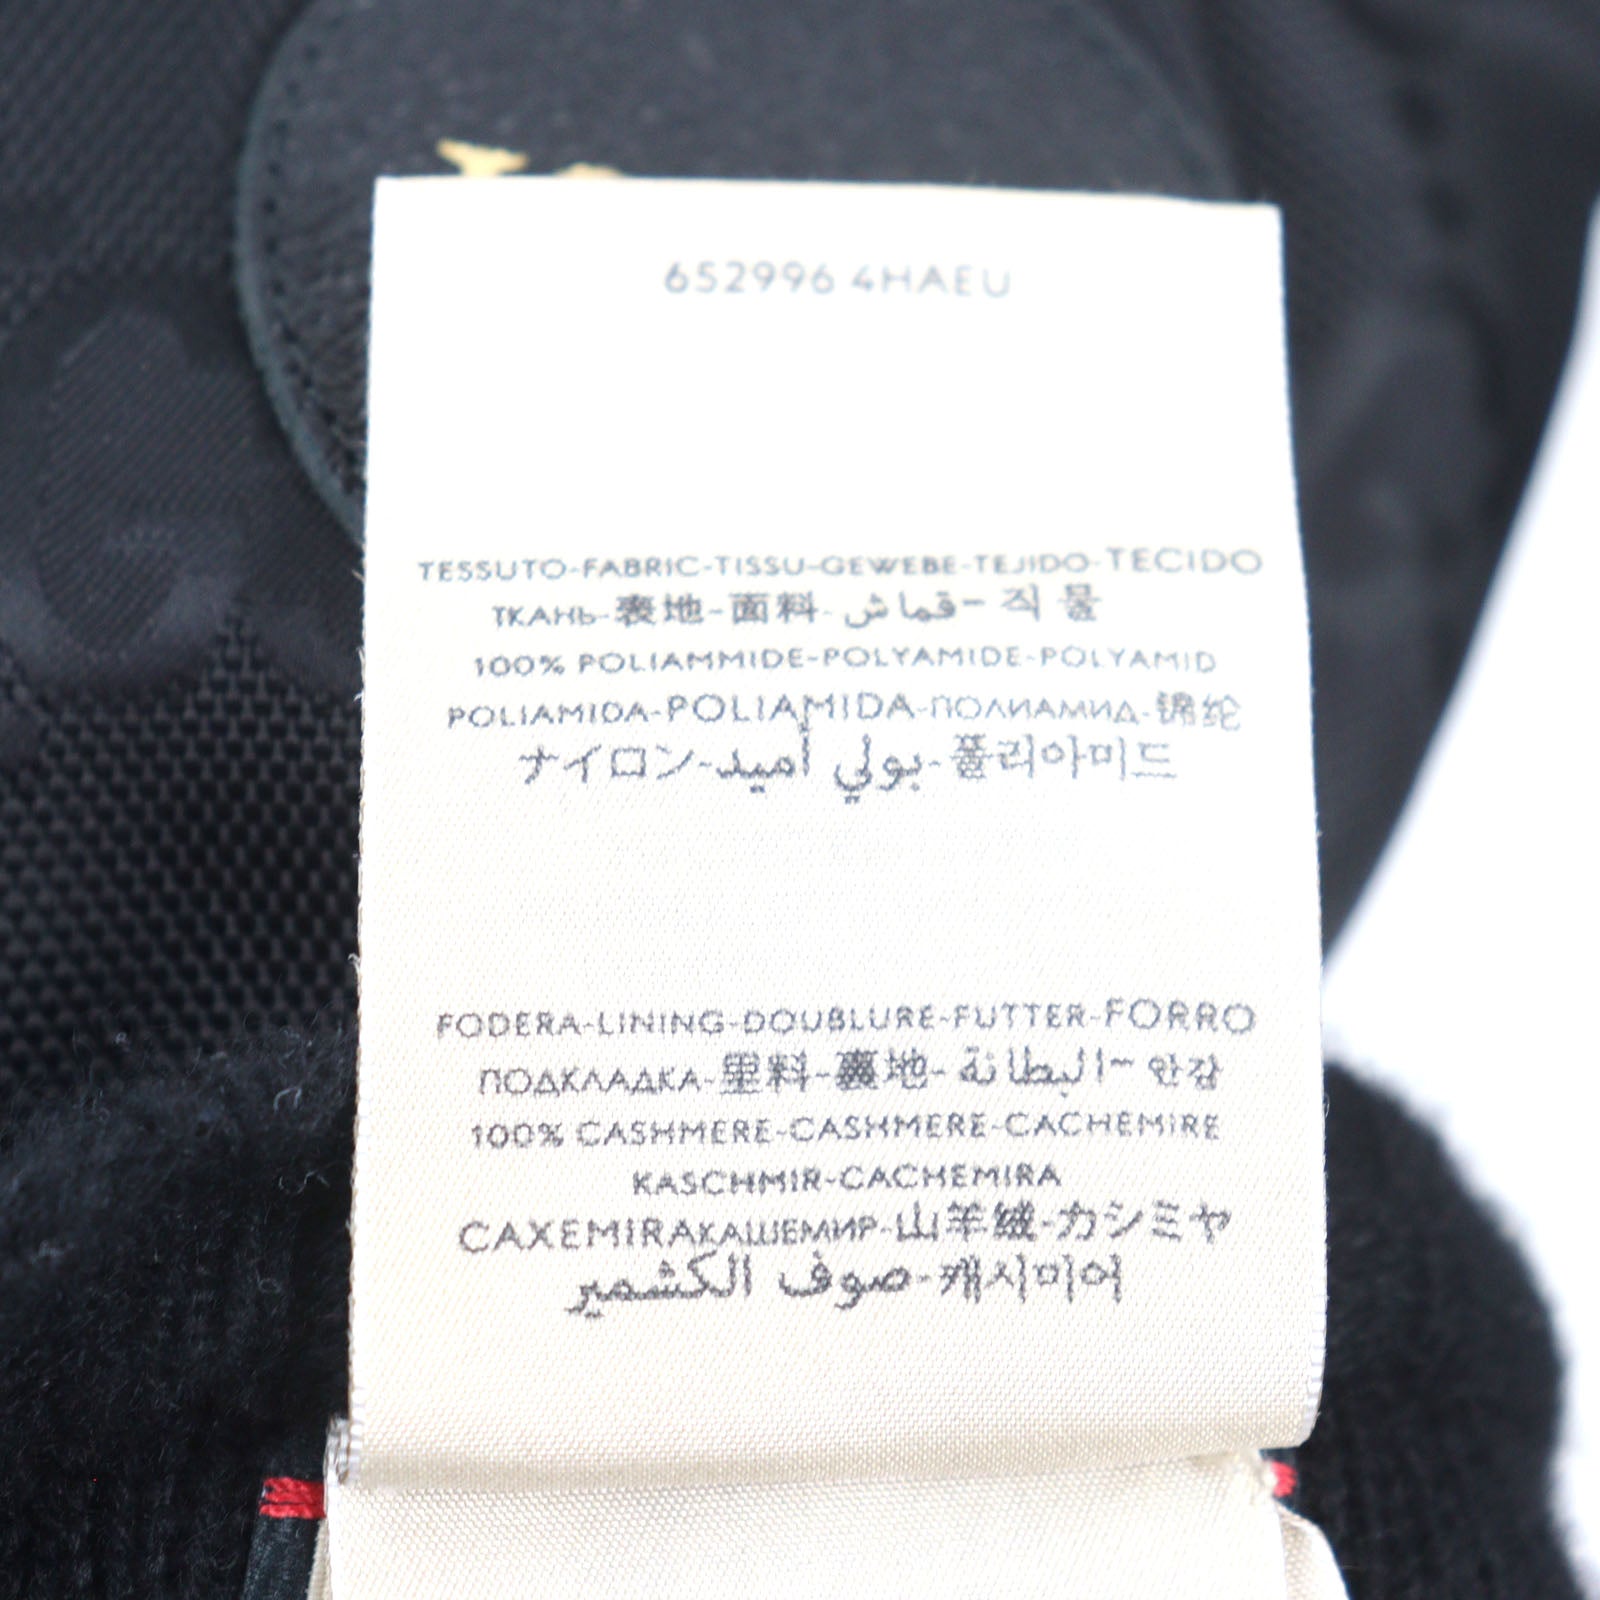 652996 4HAEU
TESSUTO-FABRIC-TISSU-GEWEBE-TEJIDO-TECIDO
ТКАНЬ-表地-面料-قماش-직물
100% POLIAMMIDE-POLYAMIDE-POLYAMID
POLIAMIDA-POLIAMIDA-ПОЛИАМИД-锦纶
ナイロン-بولي أميد-폴리아미드
FODERA-LINING-DOUBLURE-FUTTER-FORRO
ПОДКЛАДКА-里料-裏地-البطانة-안감
100% CASHMERE-CASHMERE-CACHEMIRE
KASCHMIR-CACHEMIRA
CAXEMIRAКАШЕМИР-山羊绒-カシミヤ
صوف الكشمير-캐시미어